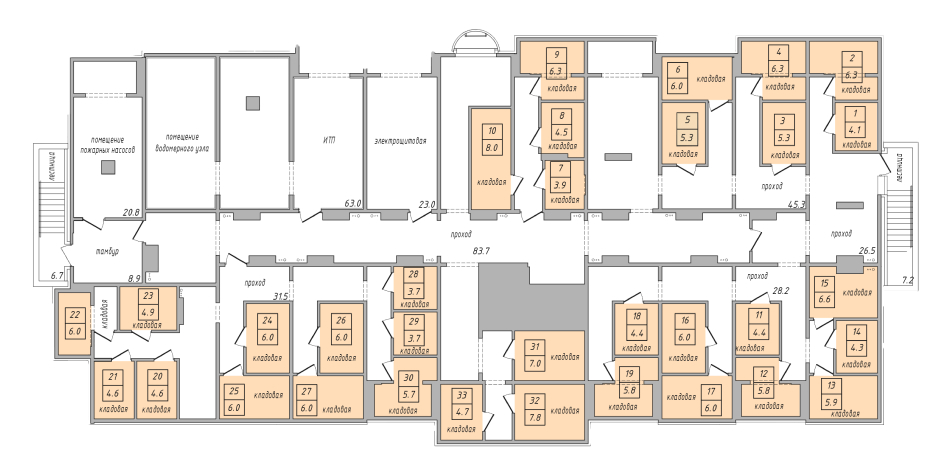 9
6.3
кладовая
4
6.3
кладовая
2
6.3
кладовая
6
6.0
кладовая
помещение
пожарных насосов
20.8
помещение
водомерного узла
ИТП
63.0
электрощитовая
23.0
10
8.0
кладовая
8
4.5
кладовая
7
3.9
кладовая
5
5.3
кладовая
3
5.3
кладовая
1
4.1
кладовая
проход
45.3
лестница
лестница
6.7
тамбур
8.9
проход
83.7
проход
26.5
7.2
проход
31.5
проход
28.2
22
6.0
кладовая
23
4.9
кладовая
24
6.0
кладовая
26
6.0
кладовая
28
3.7
кладовая
29
3.7
кладовая
18
4.4
кладовая
16
6.0
кладовая
11
4.4
кладовая
15
6.6
кладовая
14
4.3
кладовая
21
4.6
кладовая
20
4.6
кладовая
25
6.0
кладовая
27
6.0
кладовая
30
5.7
кладовая
31
7.0
кладовая
33
4.7
кладовая
32
7.8
кладовая
19
5.8
кладовая
17
6.0
кладовая
12
5.8
кладовая
13
5.9
кладовая